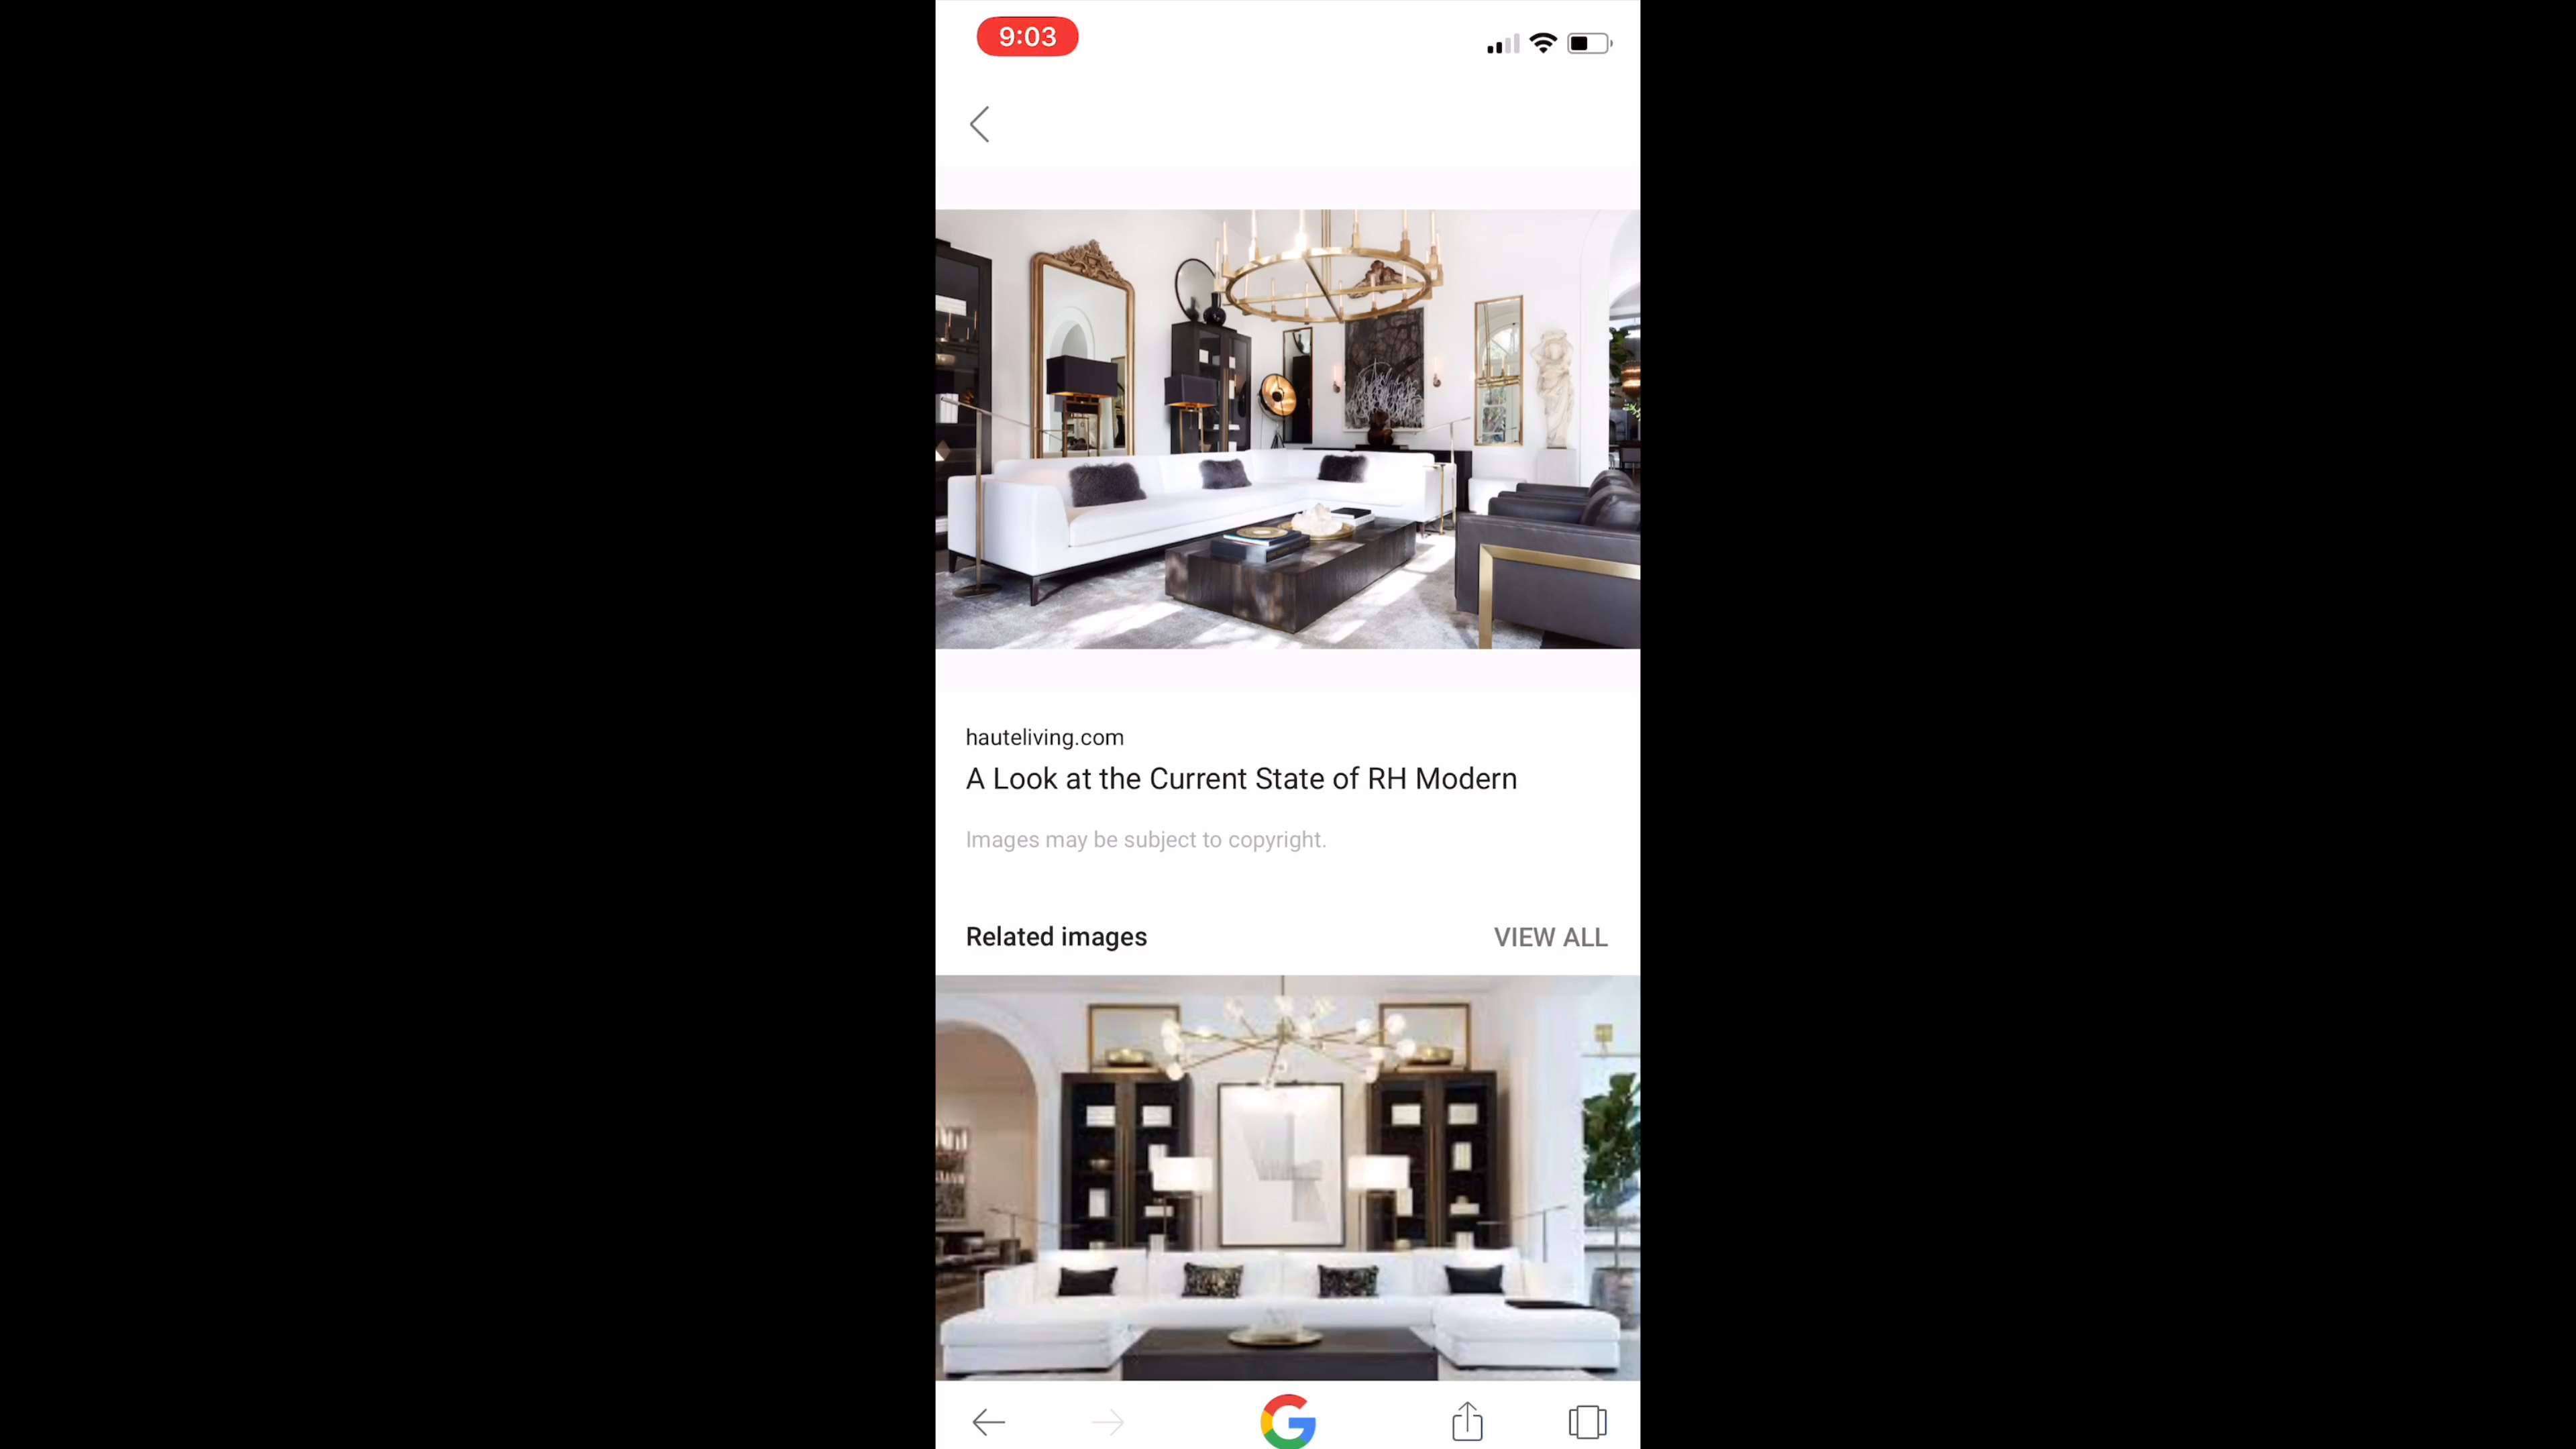 9:03
hauteliving.com
A Look at the Current State of RH Modern
Images may be subject to copyright.
Related images
VIEW ALL